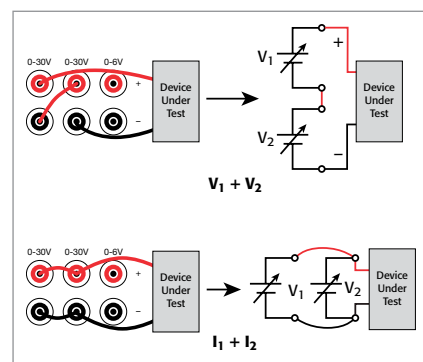 0-30V 0-30V 0-6V
+
−
Device
Under
Test
V1
V2
+
−
Device
Under
Test
V1 + V2
0-30V 0-30V 0-6V
+
−
Device
Under
Test
V1
V2
Device
Under
Test
I1 + I2